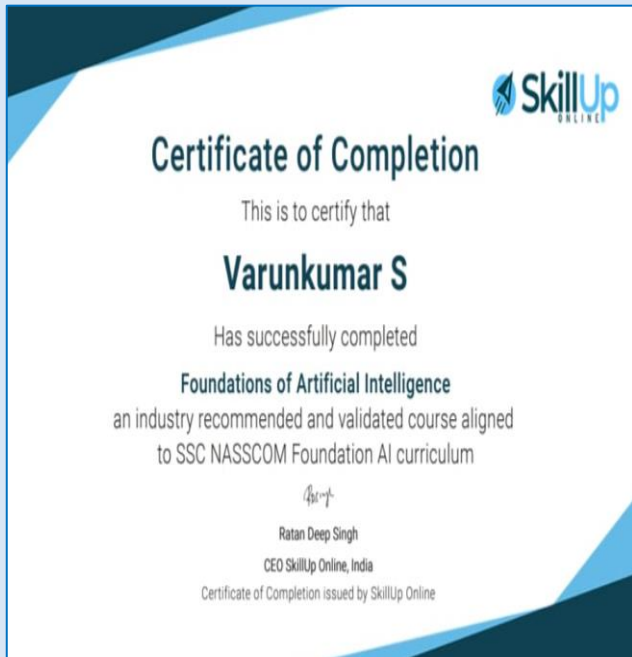 SkillUp
ONLINE
Certificate of Completion
This is to certify that
Varunkumar S
Has successfully completed
Foundations of Artificial Intelligence
an industry recommended and validated course aligned
to SSC NASSCOM Foundation AI curriculum
Ratan Deep Singh
CEO SkillUp Online, India
Certificate of Completion issued by SkillUp Online